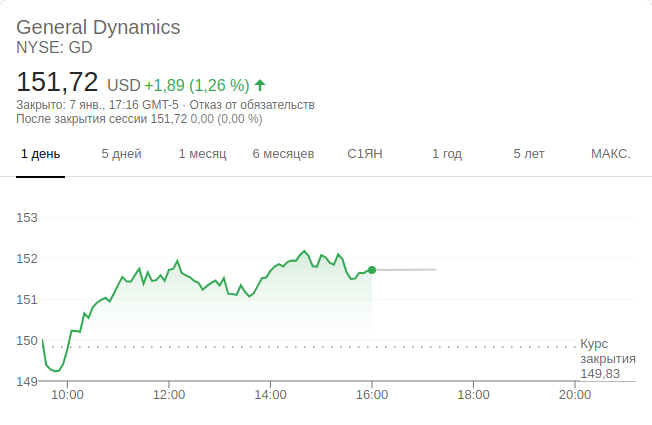 General Dynamics
NYSE: GD
151,72 USD +1,89 (1,26 %)
Закрыто: 7 янв., 17:16 GMT-5 · Отказ от обязательств
После закрытия сессии 151,72 0,00 (0,00 %)
1 день 5 дней 1 месяц 6 месяцев С1ЯН 1 год 5 лет МАКС.
153
152
151
150
Курс
закрытия
149,83
149
10:00 12:00 14:00 16:00 18:00 20:00